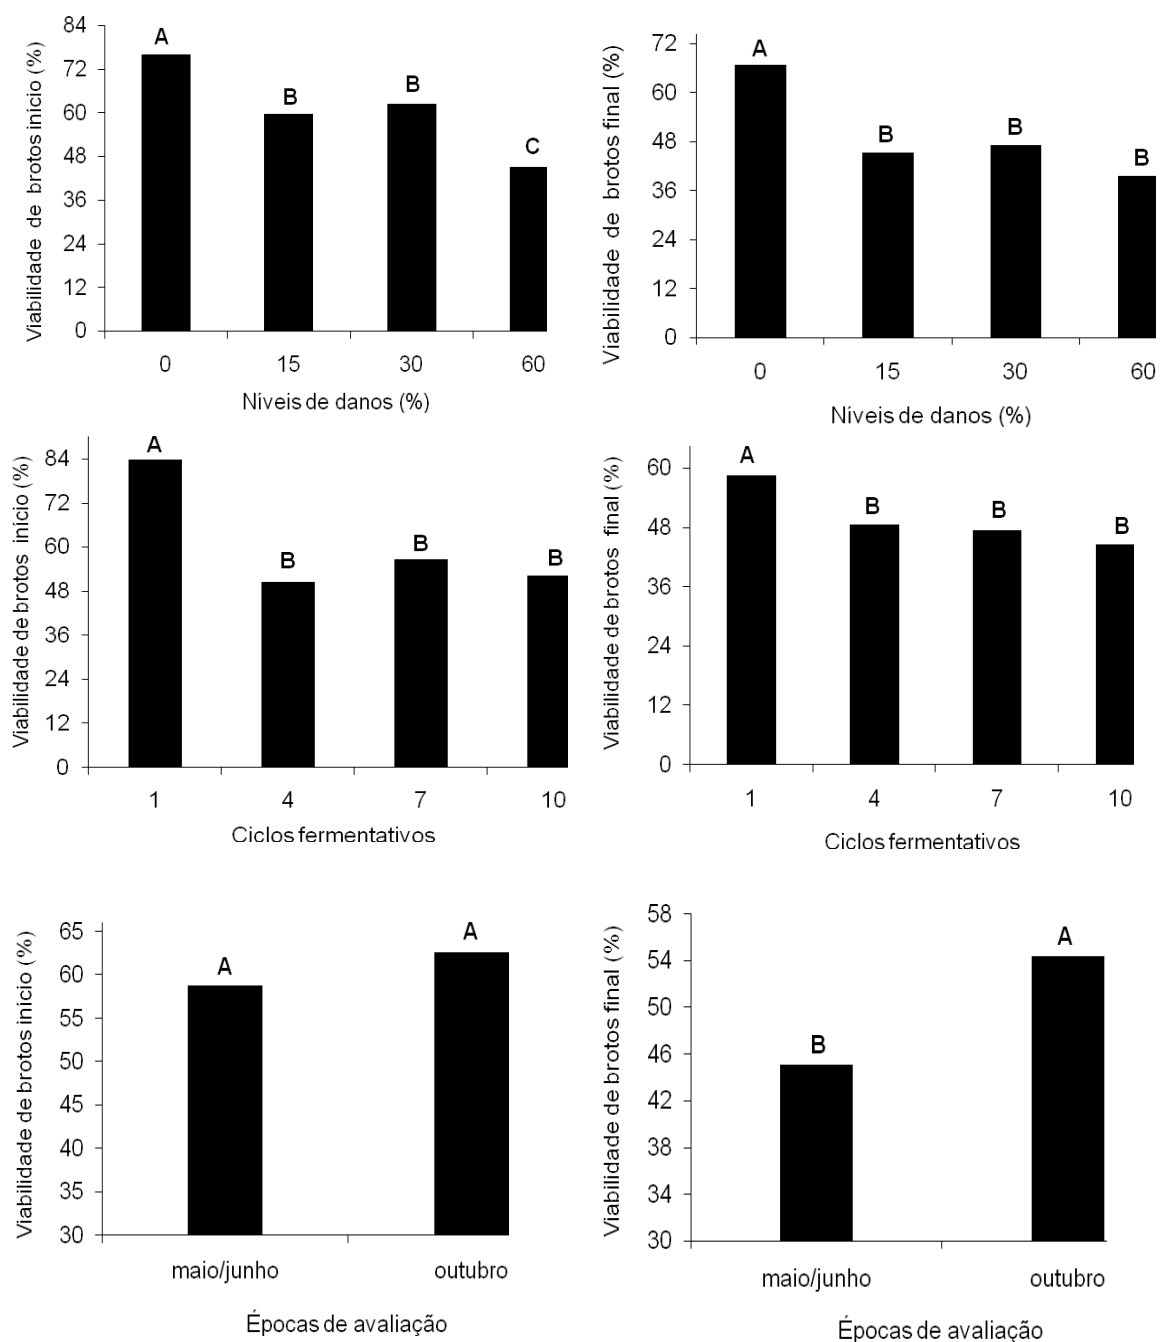 Viabilidade de brotos início (%)
84
72
60
48
36
24
12
0
A
B
B
C
0 15 30 60
Níveis de danos (%)
Viabilidade de brotos final (%)
72
60
48
36
24
12
0
A
B
B
B
0 15 30 60
Níveis de danos (%)
Viabilidade de brotos início (%)
84
72
60
48
36
24
12
0
A
B
B
B
1 4 7 10
Ciclos fermentativos
Viabilidade de brotos final (%)
60
48
36
24
12
0
A
B
B
B
1 4 7 10
Ciclos fermentativos
Viabilidade de brotos início (%)
65
60
55
50
45
40
35
30
A
A
maio/junho outubro
Épocas de avaliação
Viabilidade de brotos final (%)
58
54
50
46
42
38
34
30
B
A
maio/junho outubro
Épocas de avaliação